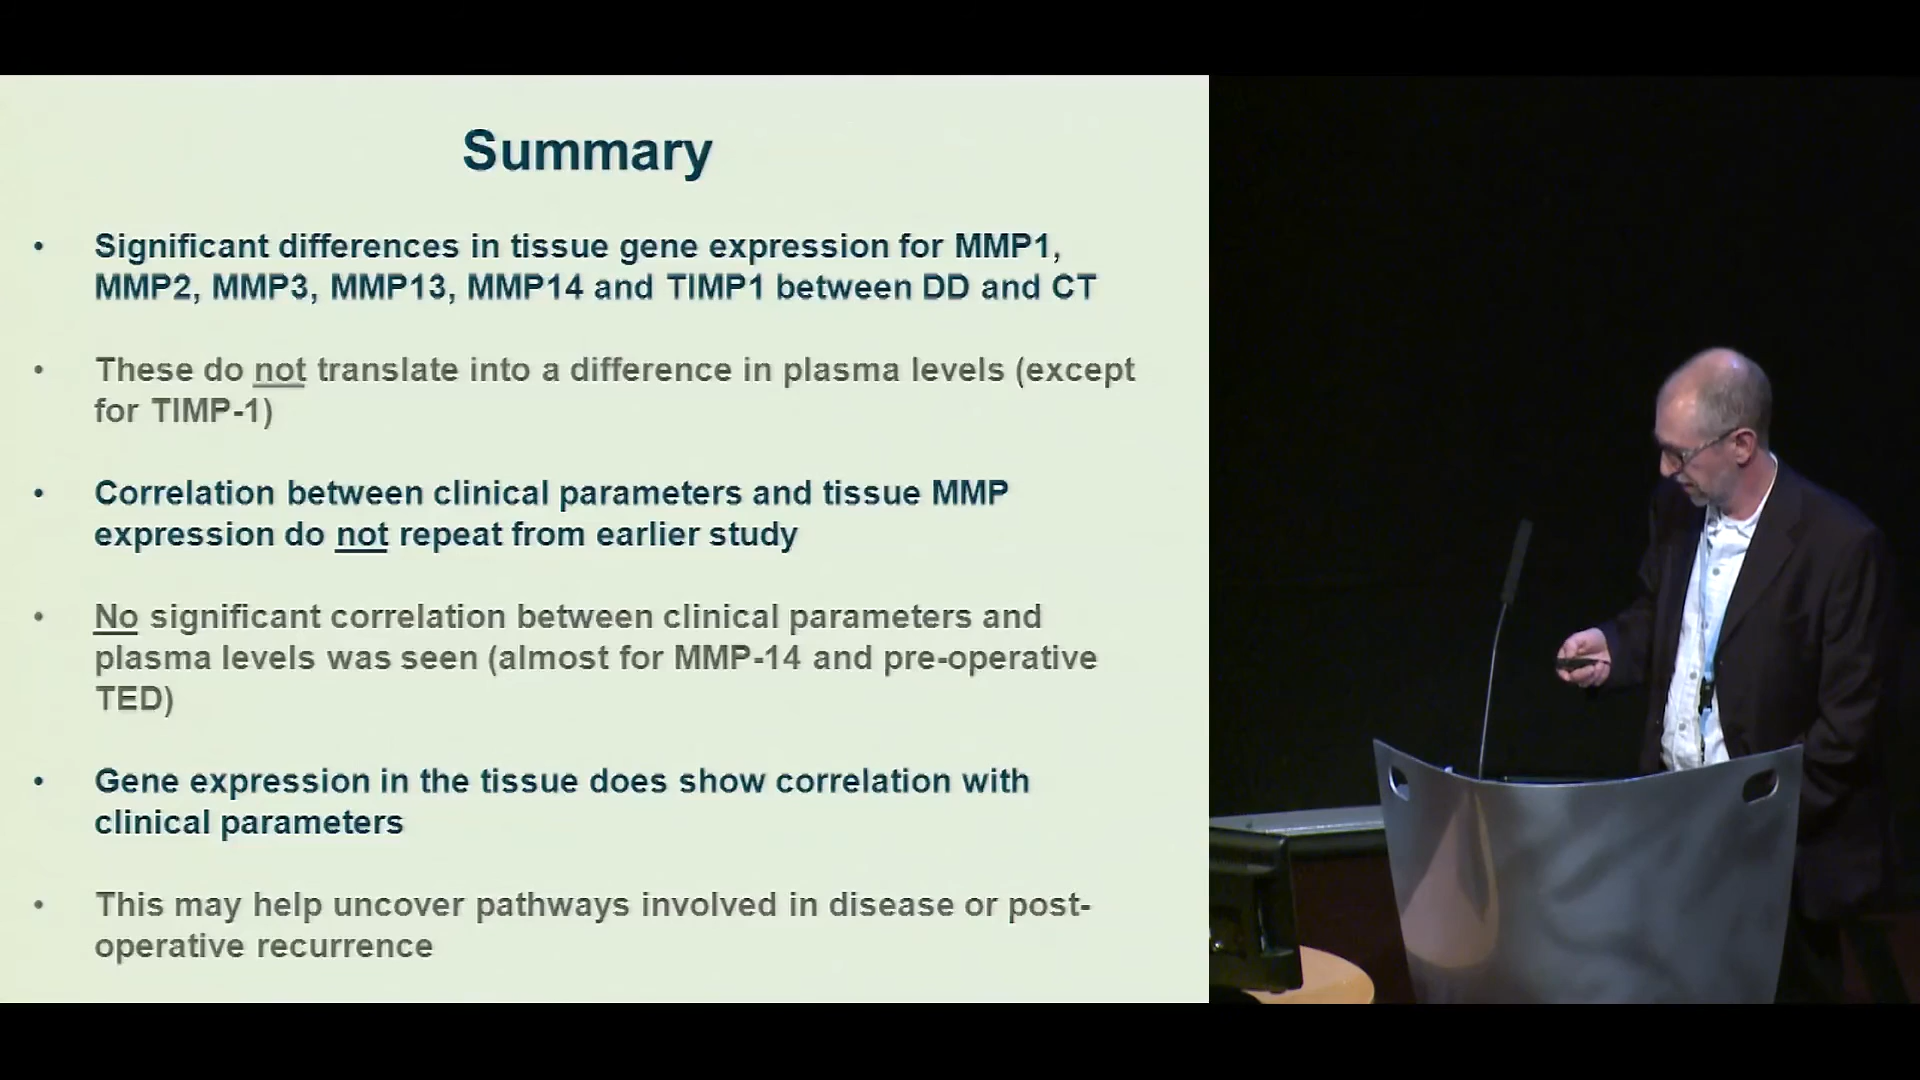 Summary
• Significant differences in tissue gene expression for MMP1,
MMP2, MMP3, MMP13, MMP14 and TIMP1 between DD and CT
• These do not translate into a difference in plasma levels (except
for TIMP-1)
• Correlation between clinical parameters and tissue MMP
expression do not repeat from earlier study
• No significant correlation between clinical parameters and
plasma levels was seen (almost for MMP-14 and pre-operative
TED)
• Gene expression in the tissue does show correlation with
clinical parameters
• This may help uncover pathways involved in disease or post-
operative recurrence